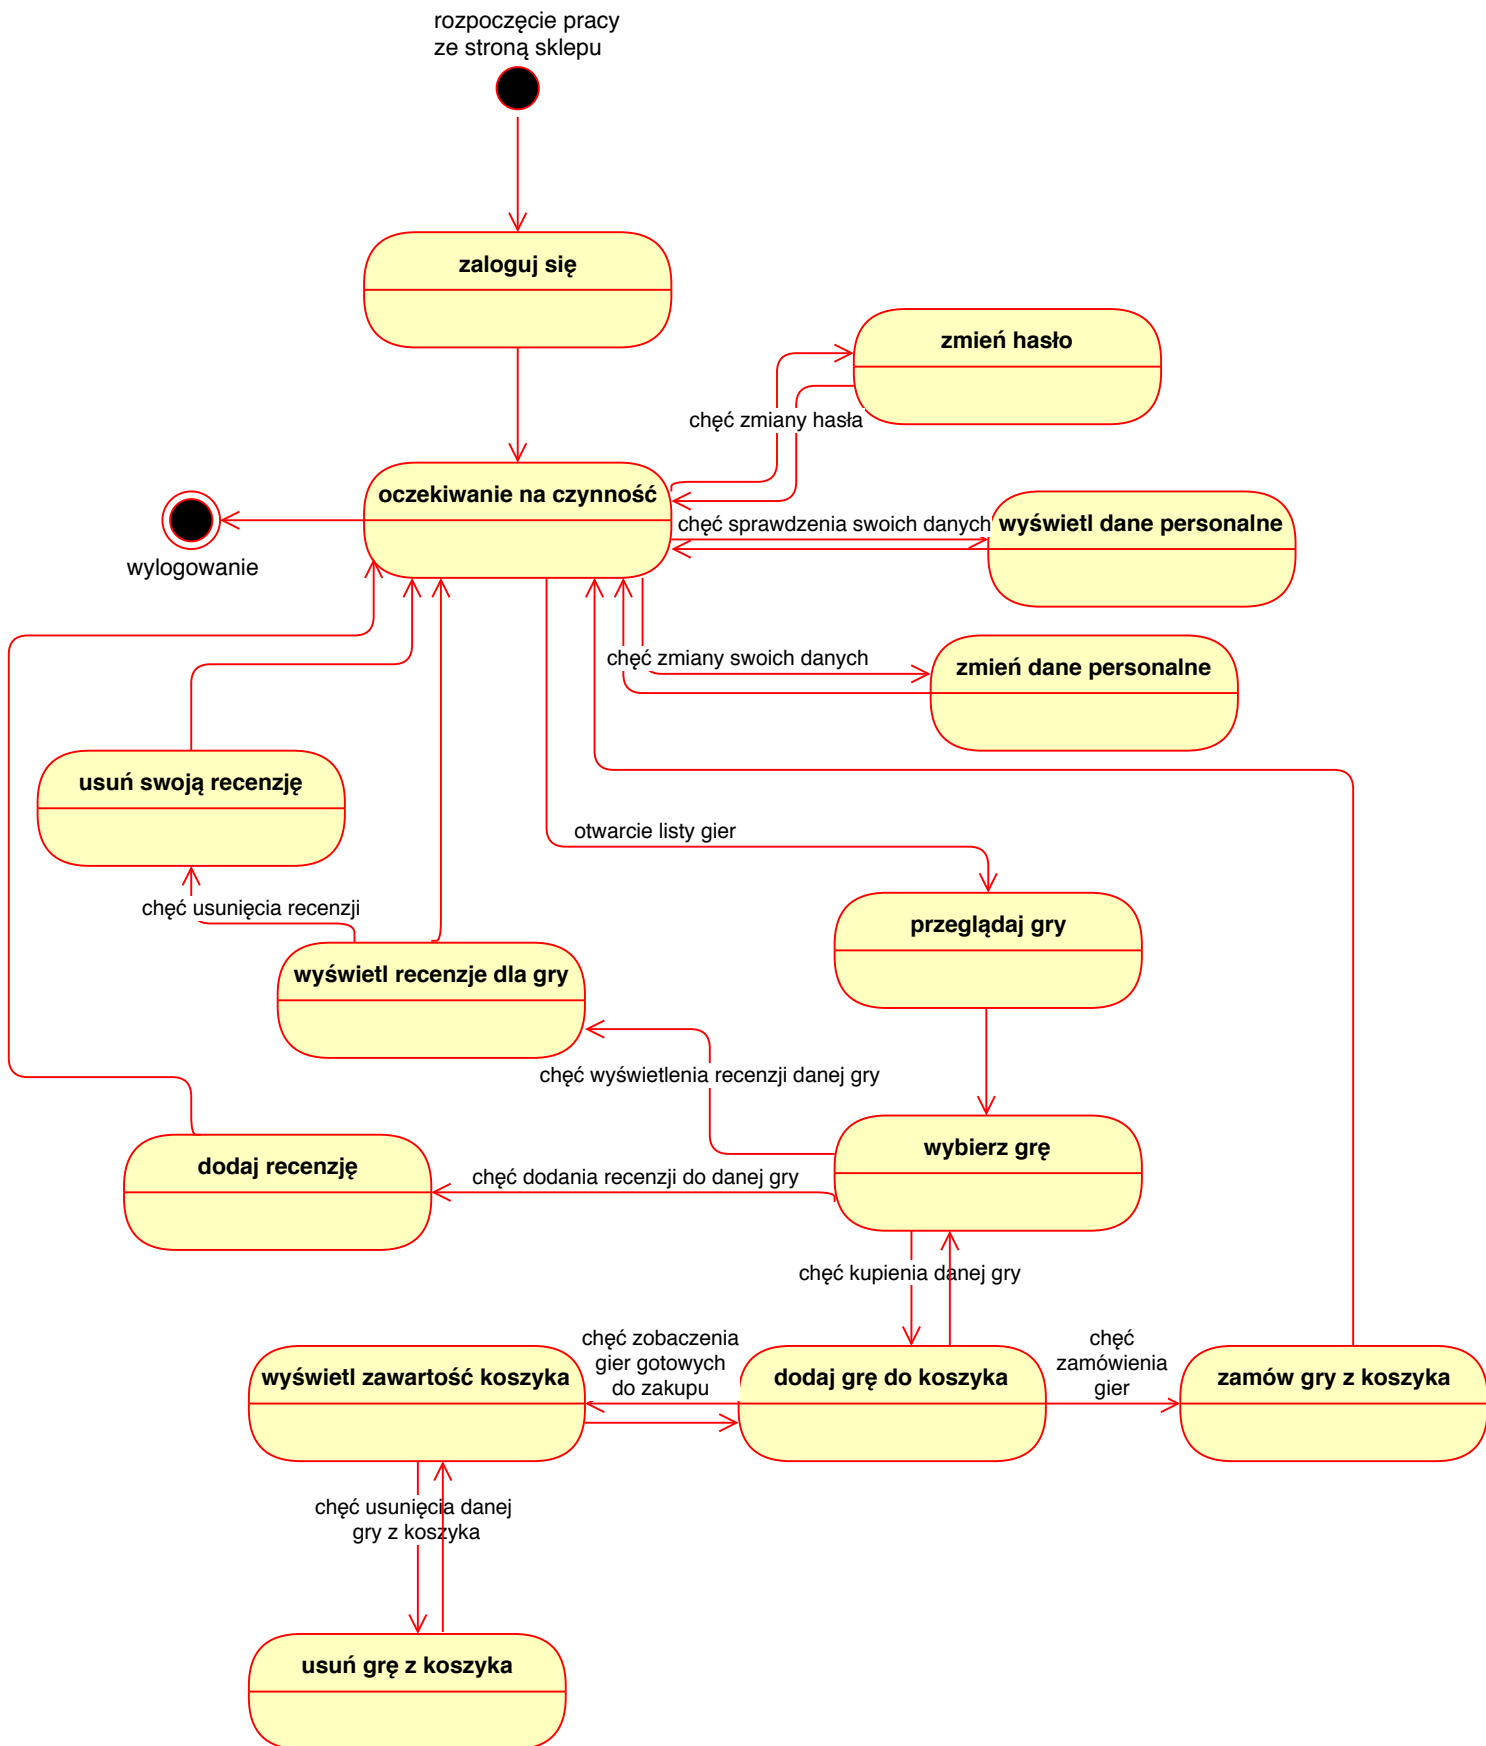 rozpoczęcie pracy
ze stroną sklepu
zaloguj się
zmień hasło
chęć zmiany hasła
oczekiwanie na czynność
chęć sprawdzenia swoich danych
wyświetl dane personalne
wylogowanie
chęć zmiany swoich danych
zmień dane personalne
usuń swoją recenzję
otwarcie listy gier
chęć usunięcia recenzji
przeglądaj gry
wyświetl recenzje dla gry
chęć wyświetlenia recenzji danej gry
wybierz grę
dodaj recenzję
chęć dodania recenzji do danej gry
chęć kupienia danej gry
chęć zobaczenia
gier gotowych
do zakupu
chęć
zamówienia
gier
wyświetl zawartość koszyka
dodaj grę do koszyka
zamów gry z koszyka
chęć usunięcia danej
gry z koszyka
usuń grę z koszyka